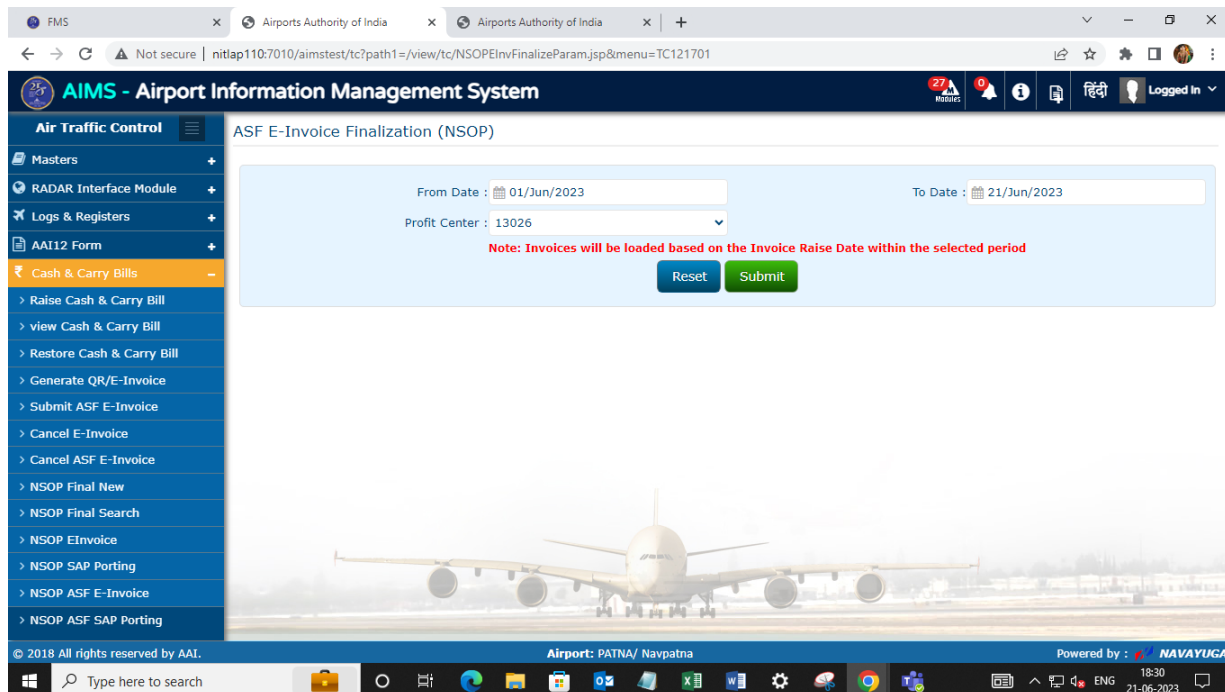 FMS
Airports Authority of India
Airports Authority of India
Not secure | nitlap110:7010/aimstest/tc?path1=/view/tc/NSOPEInvFinalizeParam.jsp&menu=TC121701
AIMS - Airport Information Management System
27
Modules
0
हिंदी
Logged In
Air Traffic Control
ASF E-Invoice Finalization (NSOP)
Masters +
RADAR Interface Module +
Logs & Registers +
AAI12 Form +
₹ Cash & Carry Bills -
> Raise Cash & Carry Bill
> view Cash & Carry Bill
> Restore Cash & Carry Bill
> Generate QR/E-Invoice
> Submit ASF E-Invoice
> Cancel E-Invoice
> Cancel ASF E-Invoice
> NSOP Final New
> NSOP Final Search
> NSOP EInvoice
> NSOP SAP Porting
> NSOP ASF E-Invoice
> NSOP ASF SAP Porting
From Date : 01/Jun/2023 To Date : 21/Jun/2023
Profit Center : 13026
Note: Invoices will be loaded based on the Invoice Raise Date within the selected period
Reset Submit
© 2018 All rights reserved by AAI. Airport: PATNA/ Navpatna Powered by : NAVAYUGA
Type here to search
ENG
18:30
21-06-2023